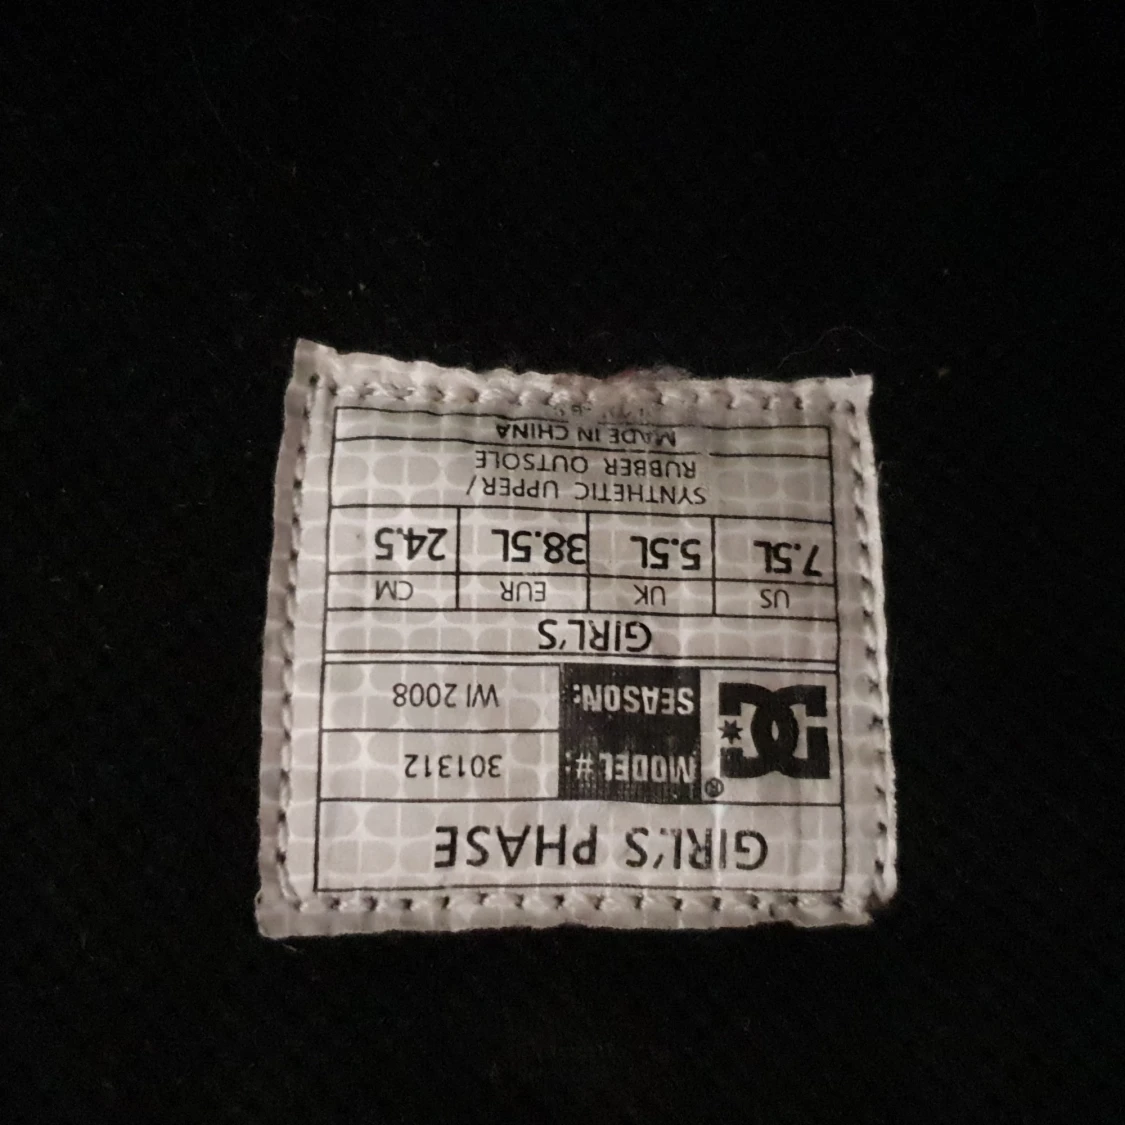 GIRL'S PHASE
DC®
MODEL #: 301312
SEASON: WI 2008
GIRL'S
US UK EUR CM
7.5L 5.5L 38.5L 24.5
SYNTHETIC UPPER/
RUBBER OUTSOLE
MADE IN CHINA